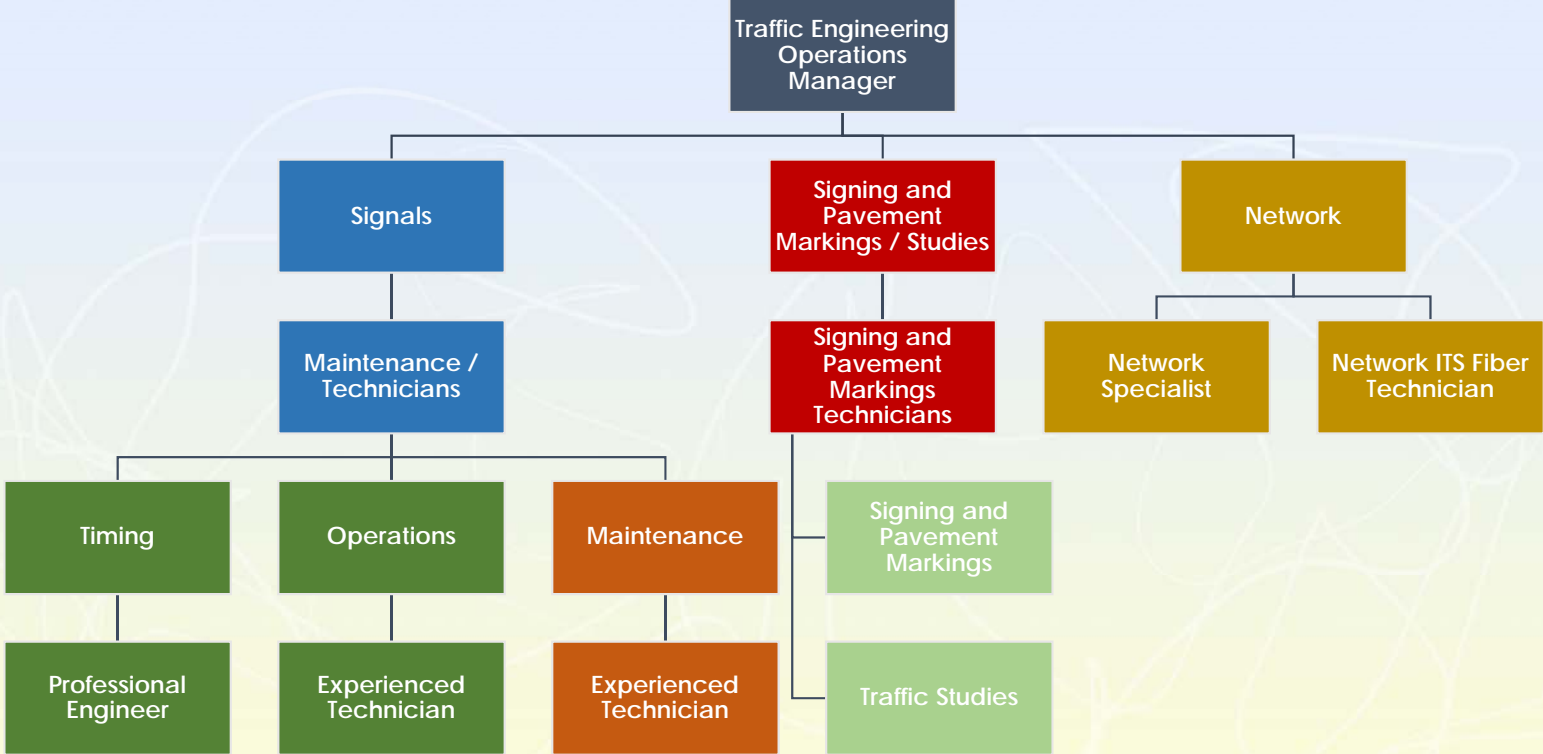 Traffic Engineering
Operations
Manager
Signals
Signing and
Pavement
Markings / Studies
Network
Maintenance /
Technicians
Signing and
Pavement
Markings
Technicians
Network
Specialist
Network ITS Fiber
Technician
Timing
Operations
Maintenance
Signing and
Pavement
Markings
Professional
Engineer
Experienced
Technician
Experienced
Technician
Traffic Studies